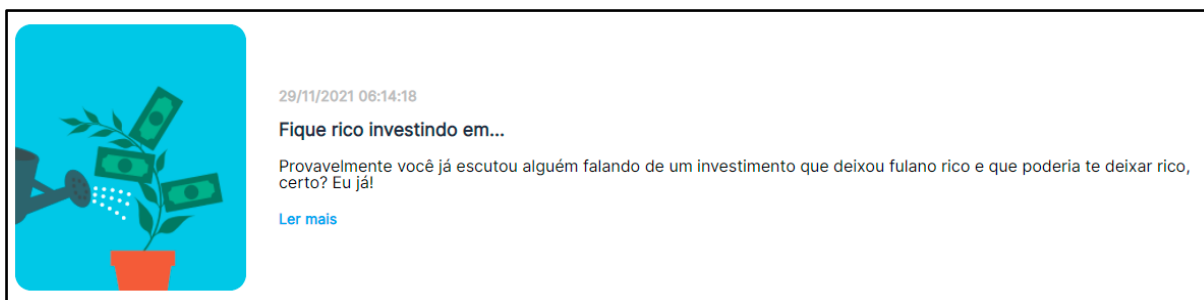 29/11/2021 06:14:18
Fique rico investindo em...
Provavelmente você já escutou alguém falando de um investimento que deixou fulano rico e que poderia te deixar rico,
certo? Eu já!
Ler mais